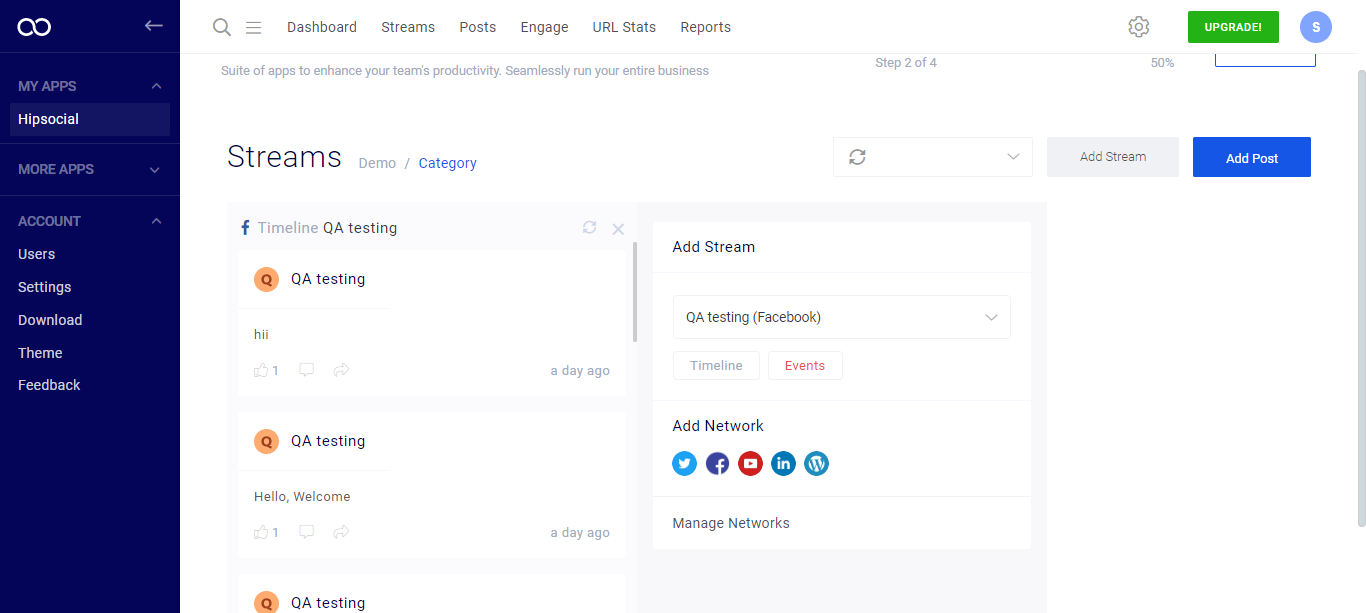 Dashboard Streams Posts Engage URL Stats Reports UPGRADE! S
MY APPS
Hipsocial
MORE APPS
ACCOUNT
Users
Settings
Download
Theme
Feedback
Suite of apps to enhance your team's productivity. Seamlessly run your entire business
Step 2 of 4 50%
Streams Demo / Category
Add Stream
Add Post
Timeline QA testing
Q QA testing
hii
1 a day ago
Q QA testing
Hello, Welcome
1 a day ago
Q QA testing
Add Stream
QA testing (Facebook)
Timeline Events
Add Network
Manage Networks